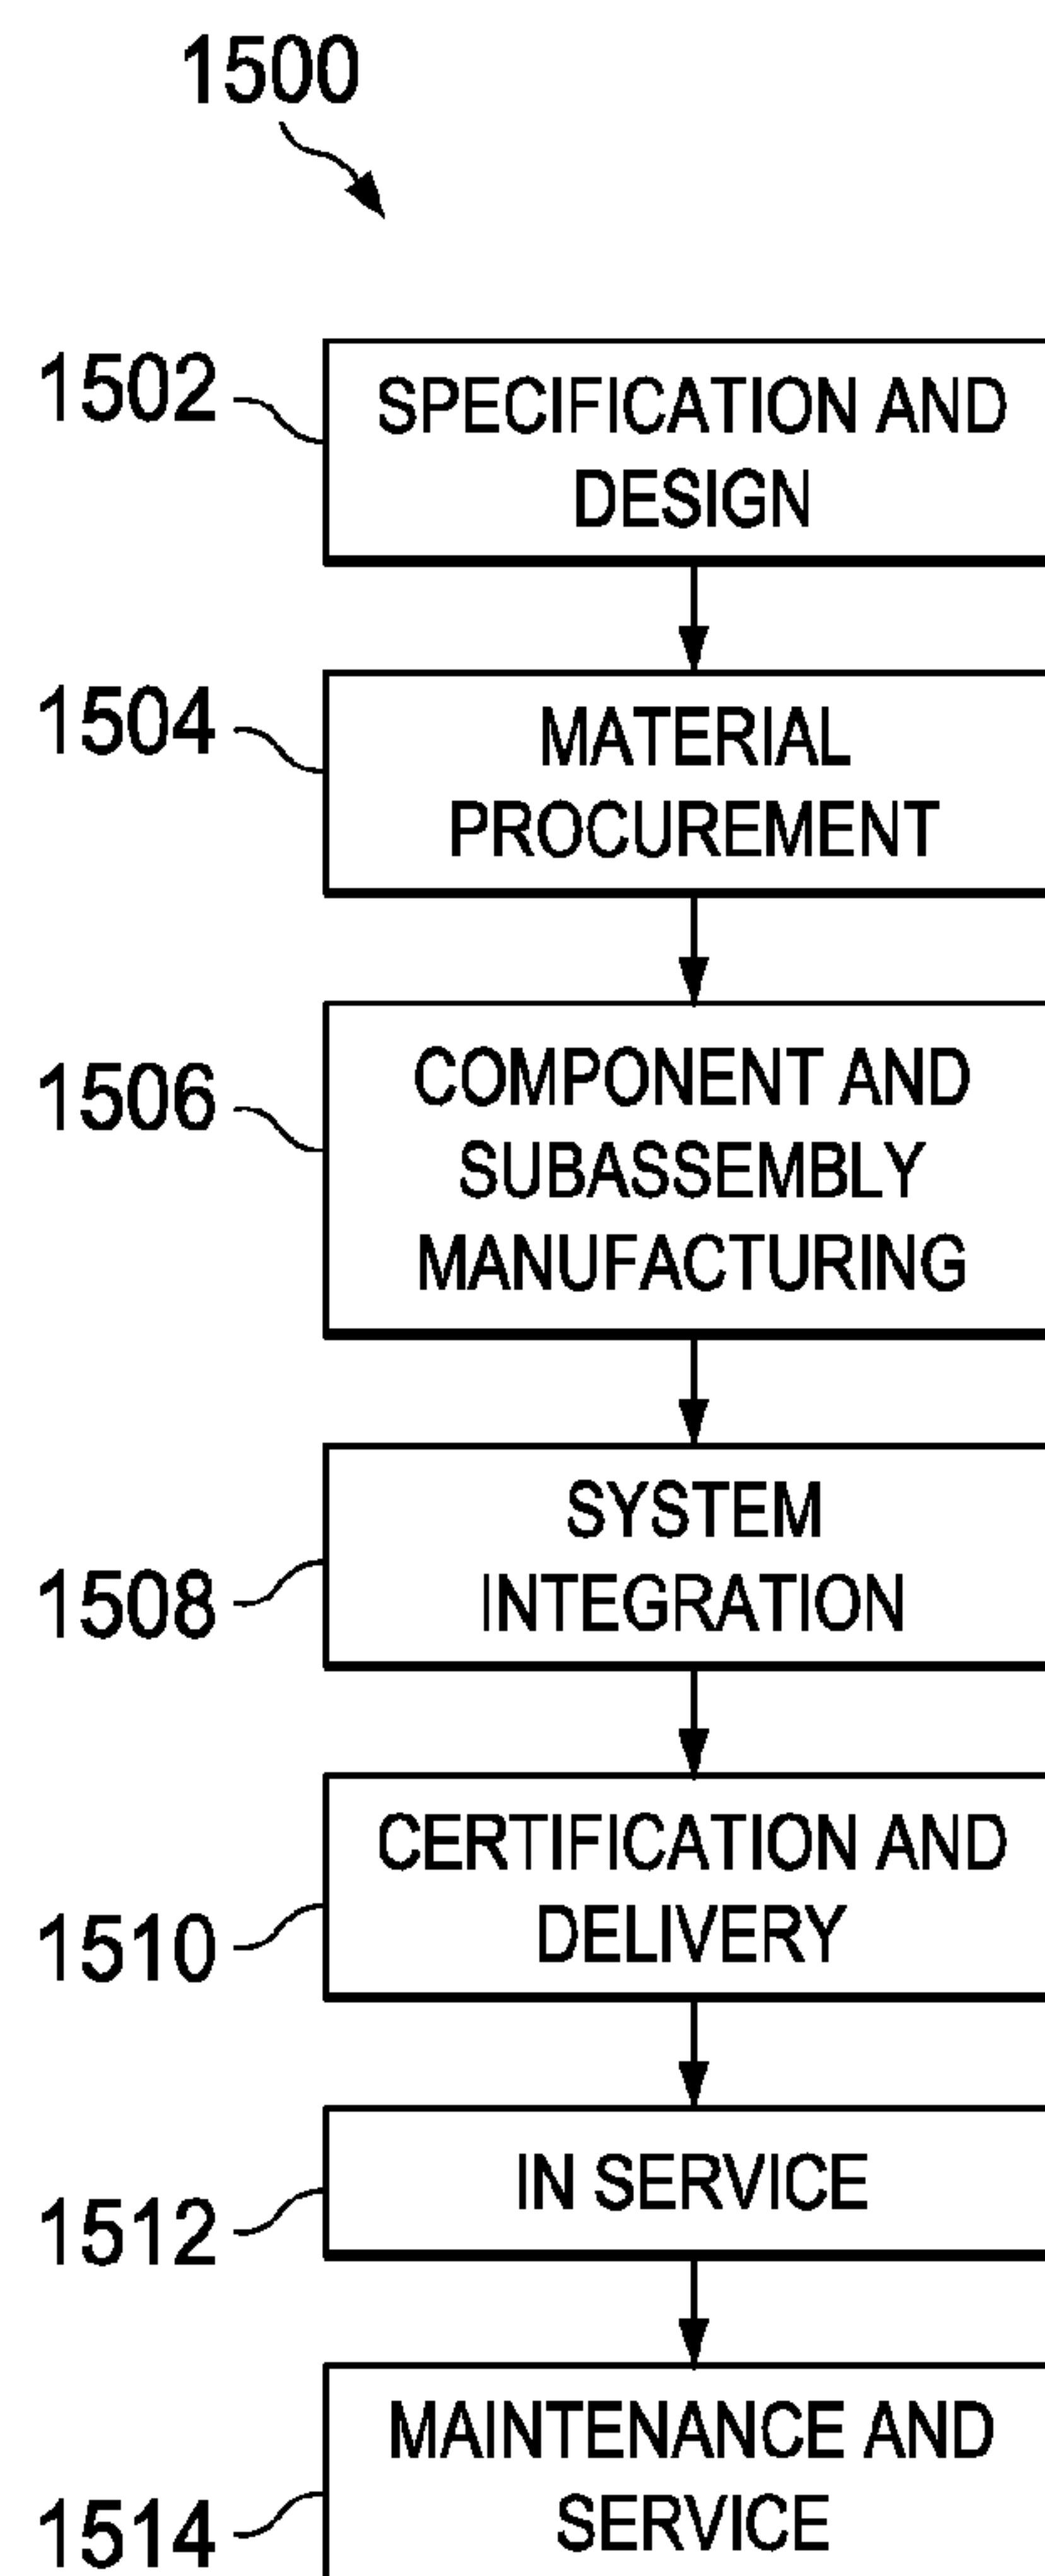 1500
1502
SPECIFICATION AND
DESIGN
1504
MATERIAL
PROCUREMENT
1506
COMPONENT AND
SUBASSEMBLY
MANUFACTURING
1508
SYSTEM
INTEGRATION
1510
CERTIFICATION AND
DELIVERY
1512
IN SERVICE
1514
MAINTENANCE AND
SERVICE